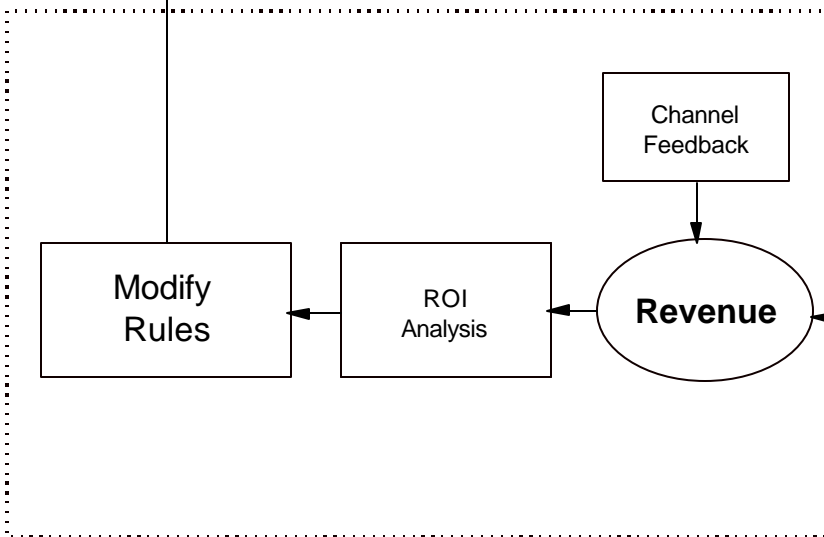 Channel
Feedback
Modify
Rules
ROI
Analysis
Revenue